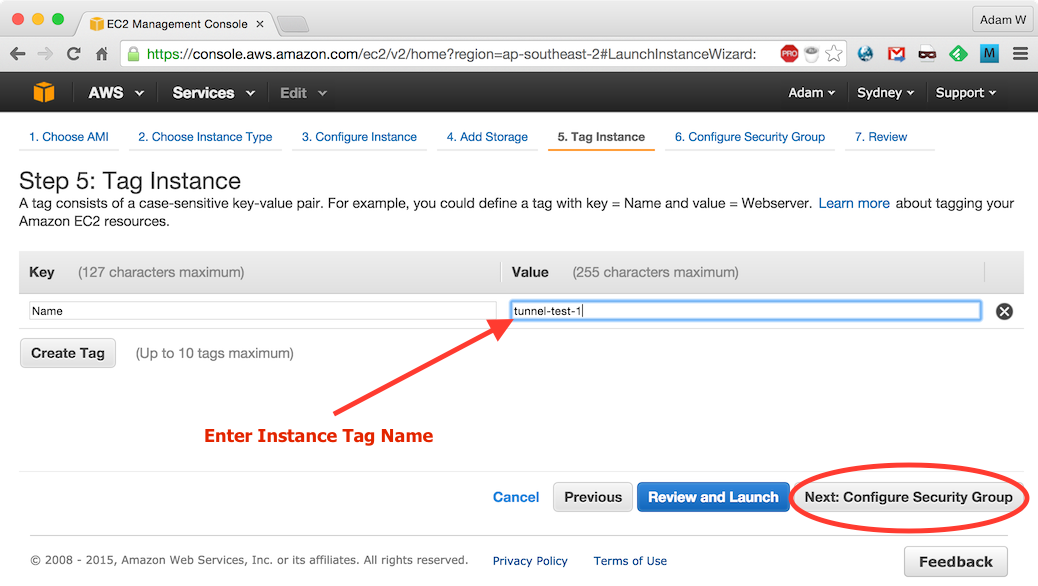 EC2 Management Console
Adam W
https://console.aws.amazon.com/ec2/v2/home?region=ap-southeast-2#LaunchInstanceWizard:
PRO
M
AWS Services Edit Adam Sydney Support
1. Choose AMI 2. Choose Instance Type 3. Configure Instance 4. Add Storage 5. Tag Instance 6. Configure Security Group 7. Review
Step 5: Tag Instance
A tag consists of a case-sensitive key-value pair. For example, you could define a tag with key = Name and value = Webserver. Learn more about tagging your
Amazon EC2 resources.
Key (127 characters maximum) Value (255 characters maximum)
Name tunnel-test-1
Create Tag (Up to 10 tags maximum)
Enter Instance Tag Name
Cancel Previous Review and Launch Next: Configure Security Group
© 2008 - 2015, Amazon Web Services, Inc. or its affiliates. All rights reserved. Privacy Policy Terms of Use Feedback